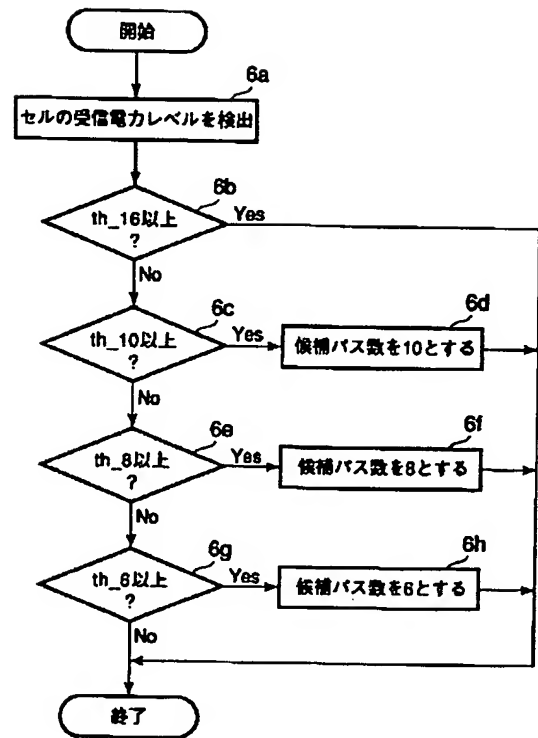 開始
6a
セルの受信電力レベルを検出
6b
th_16以上
?
Yes
No
6c
th_10以上
?
Yes
6d
候補パス数を10とする
No
6e
th_8以上
?
Yes
6f
候補パス数を8とする
No
6g
th_6以上
?
Yes
6h
候補パス数を6とする
No
終了